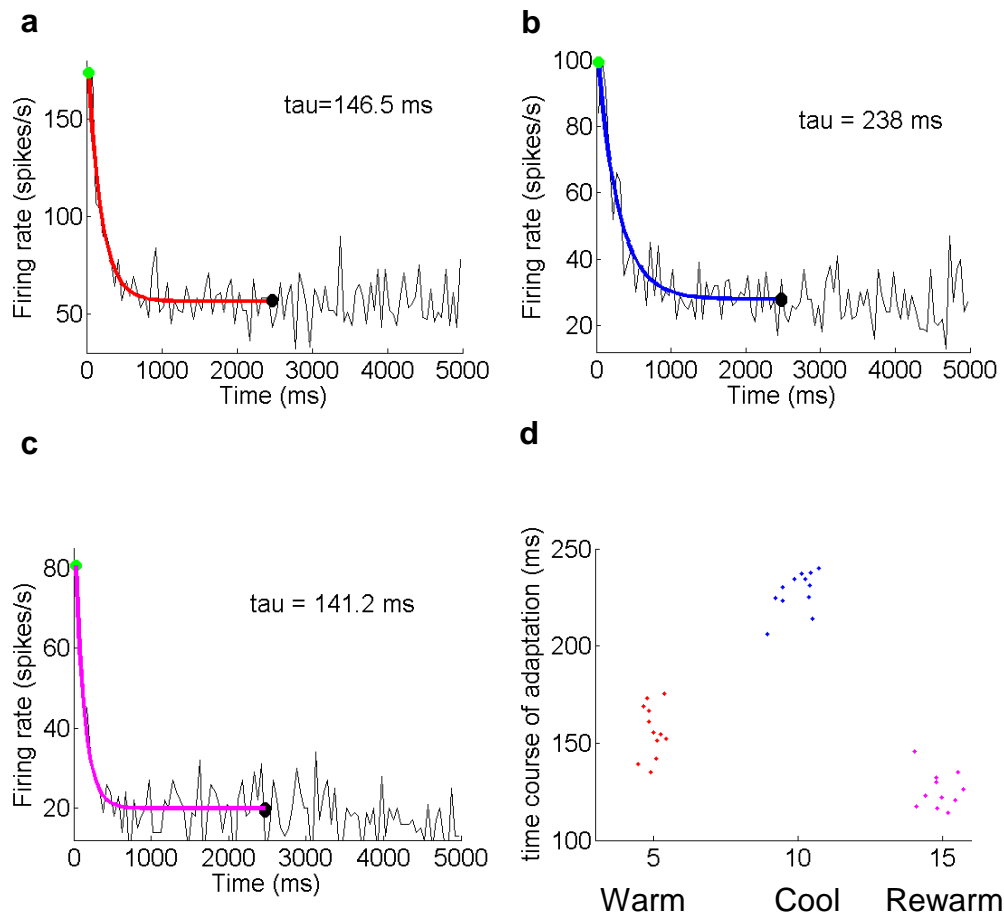 a
b
Firing rate (spikes/s)
150
100
50
tau=146.5 ms
0 1000 2000 3000 4000 5000
Time (ms)
Firing rate (spikes/s)
100
80
60
40
20
tau = 238 ms
0 1000 2000 3000 4000 5000
Time (ms)
c
d
Firing rate (spikes/s)
80
60
40
20
tau = 141.2 ms
0 1000 2000 3000 4000 5000
Time (ms)
time course of adaptation (ms)
250
200
150
100
5 10 15
Warm Cool Rewarm